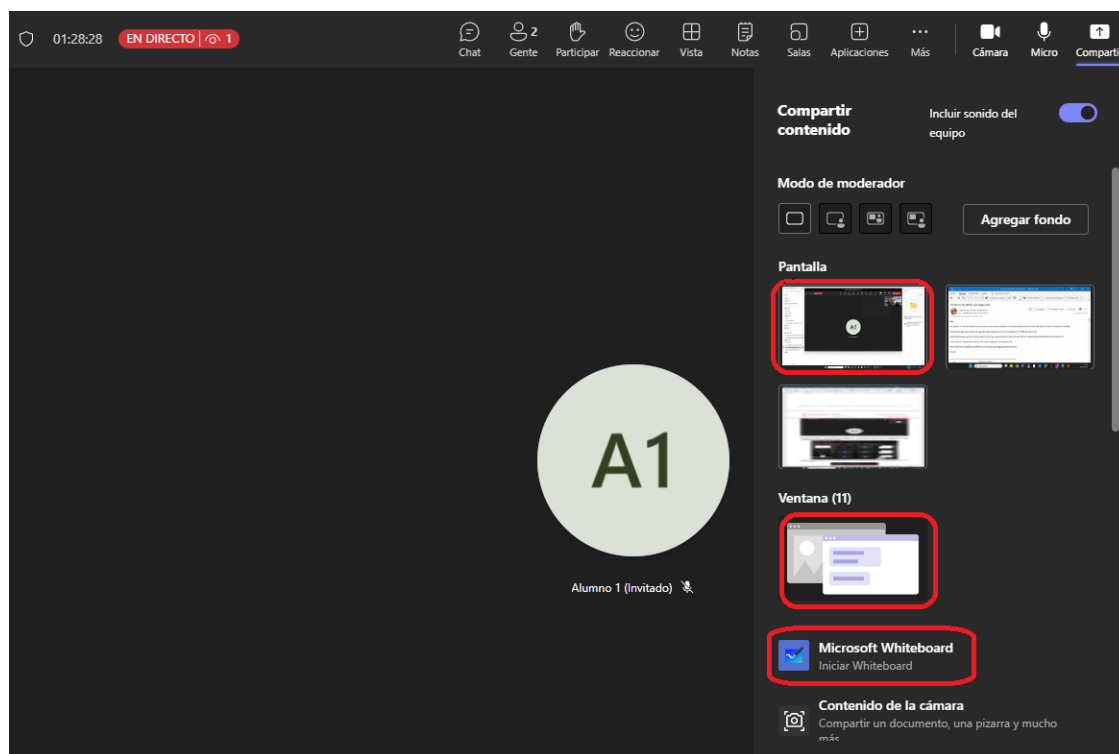 01:28:28 EN DIRECTO 1
2
Chat Gente Participar Reaccionar Vista Notas Salas Aplicaciones Más Cámara Micro Comparti
Compartir contenido
Incluir sonido del equipo
Modo de moderador
Agregar fondo
Pantalla
A1
Ventana (11)
A1
Alumno 1 (Invitado)
Microsoft Whiteboard
Iniciar Whiteboard
Contenido de la cámara
Compartir un documento, una pizarra y mucho
más